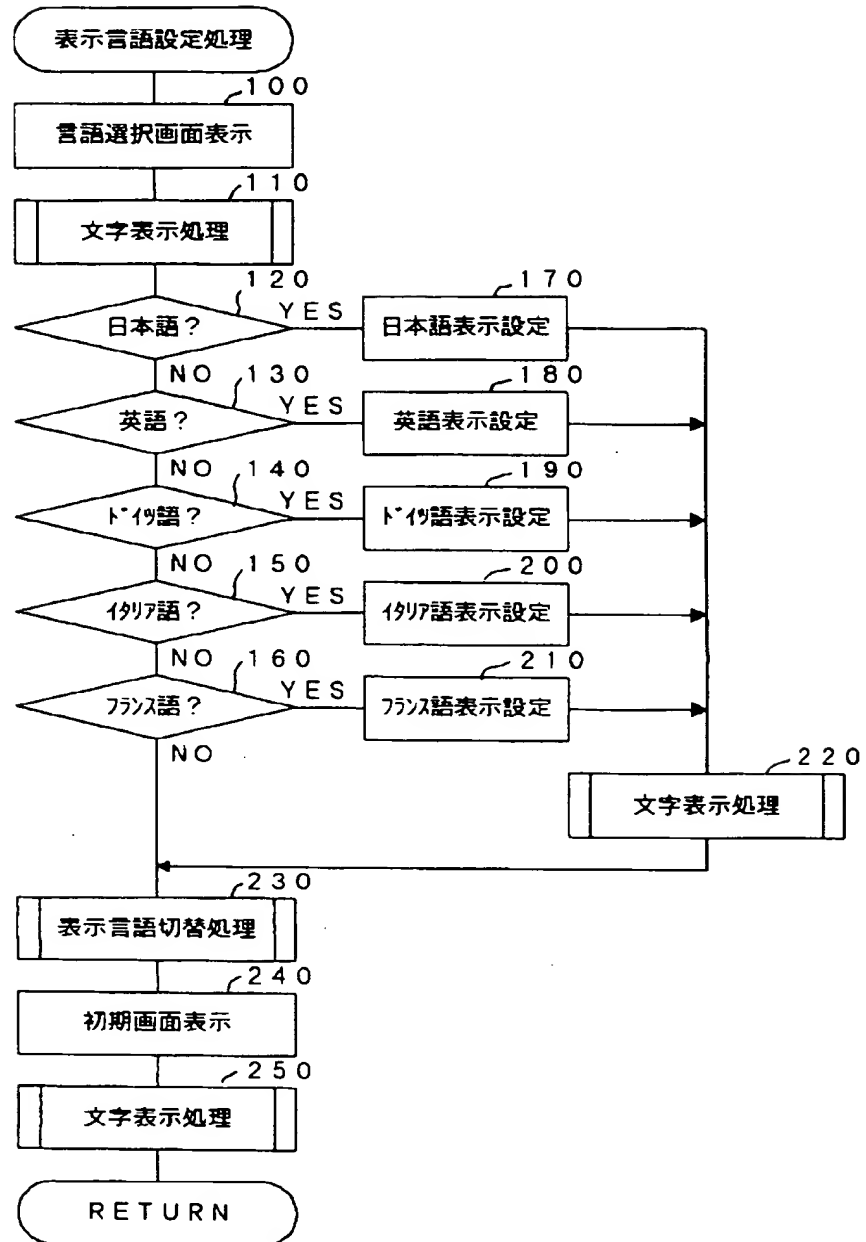 表示言語設定処理
100
言語選択画面表示
110
文字表示処理
120
日本語?
YES
170
日本語表示設定
NO
130
英語?
YES
180
英語表示設定
NO
140
ドイツ語?
YES
190
ドイツ語表示設定
NO
150
イタリア語?
YES
200
イタリア語表示設定
NO
160
フランス語?
YES
210
フランス語表示設定
NO
220
文字表示処理
230
表示言語切替処理
240
初期画面表示
250
文字表示処理
RETURN